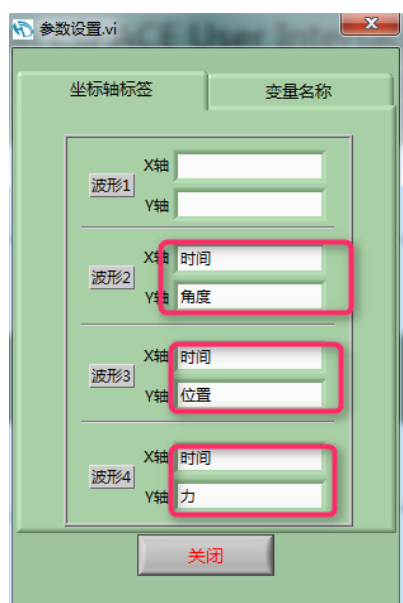 参数设置.vi
坐标轴标签 变量名称
X轴
波形1
Y轴
X轴 时间
波形2
Y轴 角度
X轴 时间
波形3
Y轴 位置
X轴 时间
波形4
Y轴 力
关闭